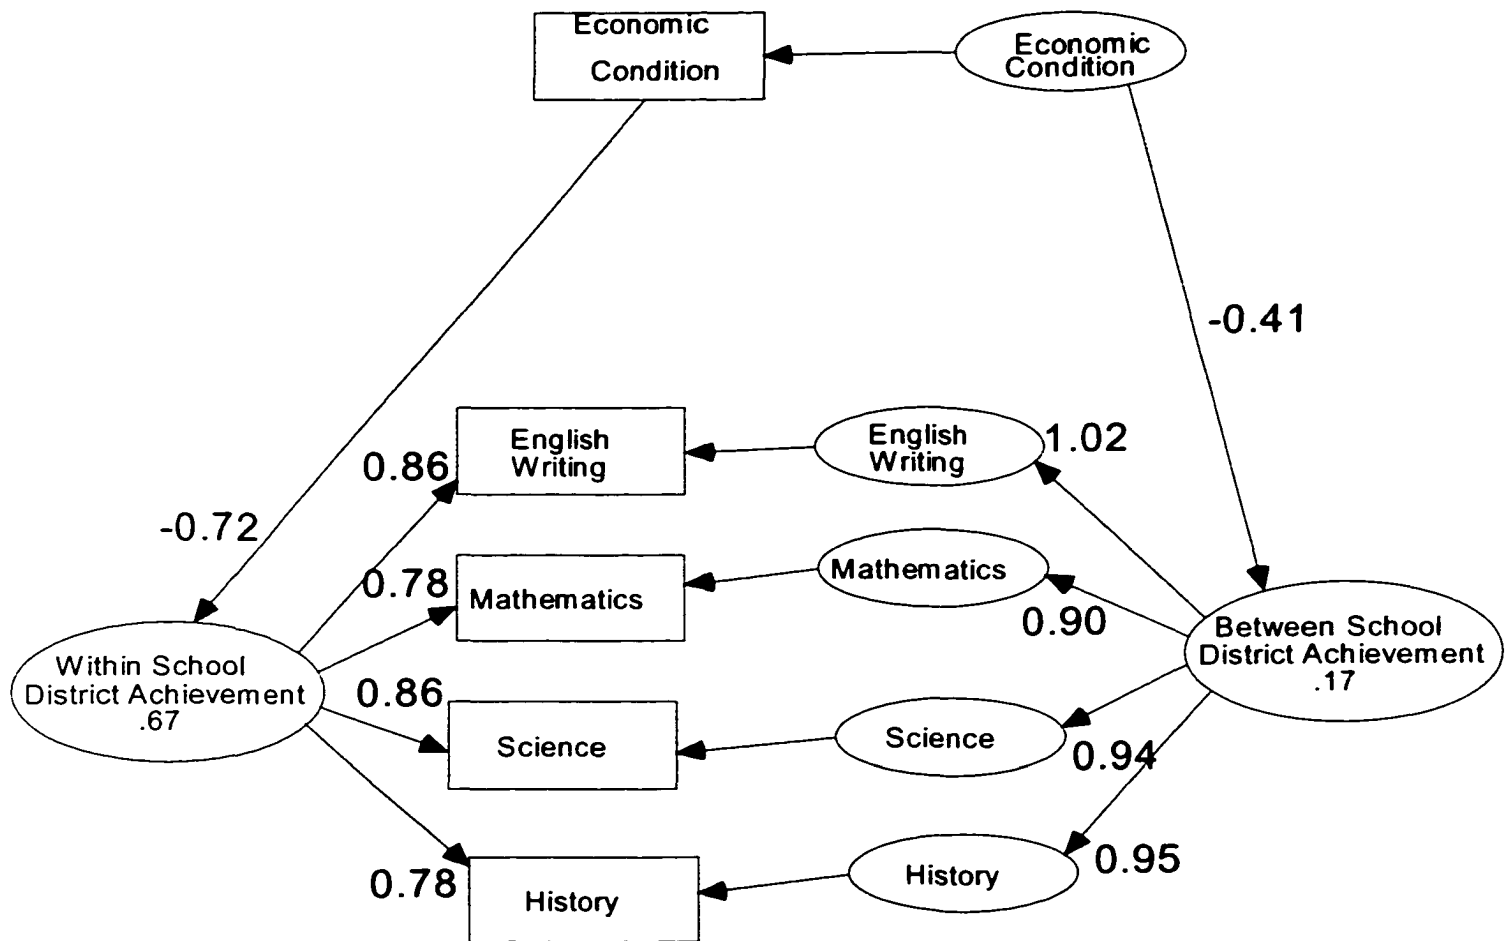 Economic
Condition
Economic
Condition
-0.41
English
Writing
English
Writing
1.02
0.86
-0.72
Mathematics
Mathematics
0.78
0.90
Within School
District Achievement
.67
Between School
District Achievement
.17
0.86
Science
Science
0.94
History
History
0.78
0.95